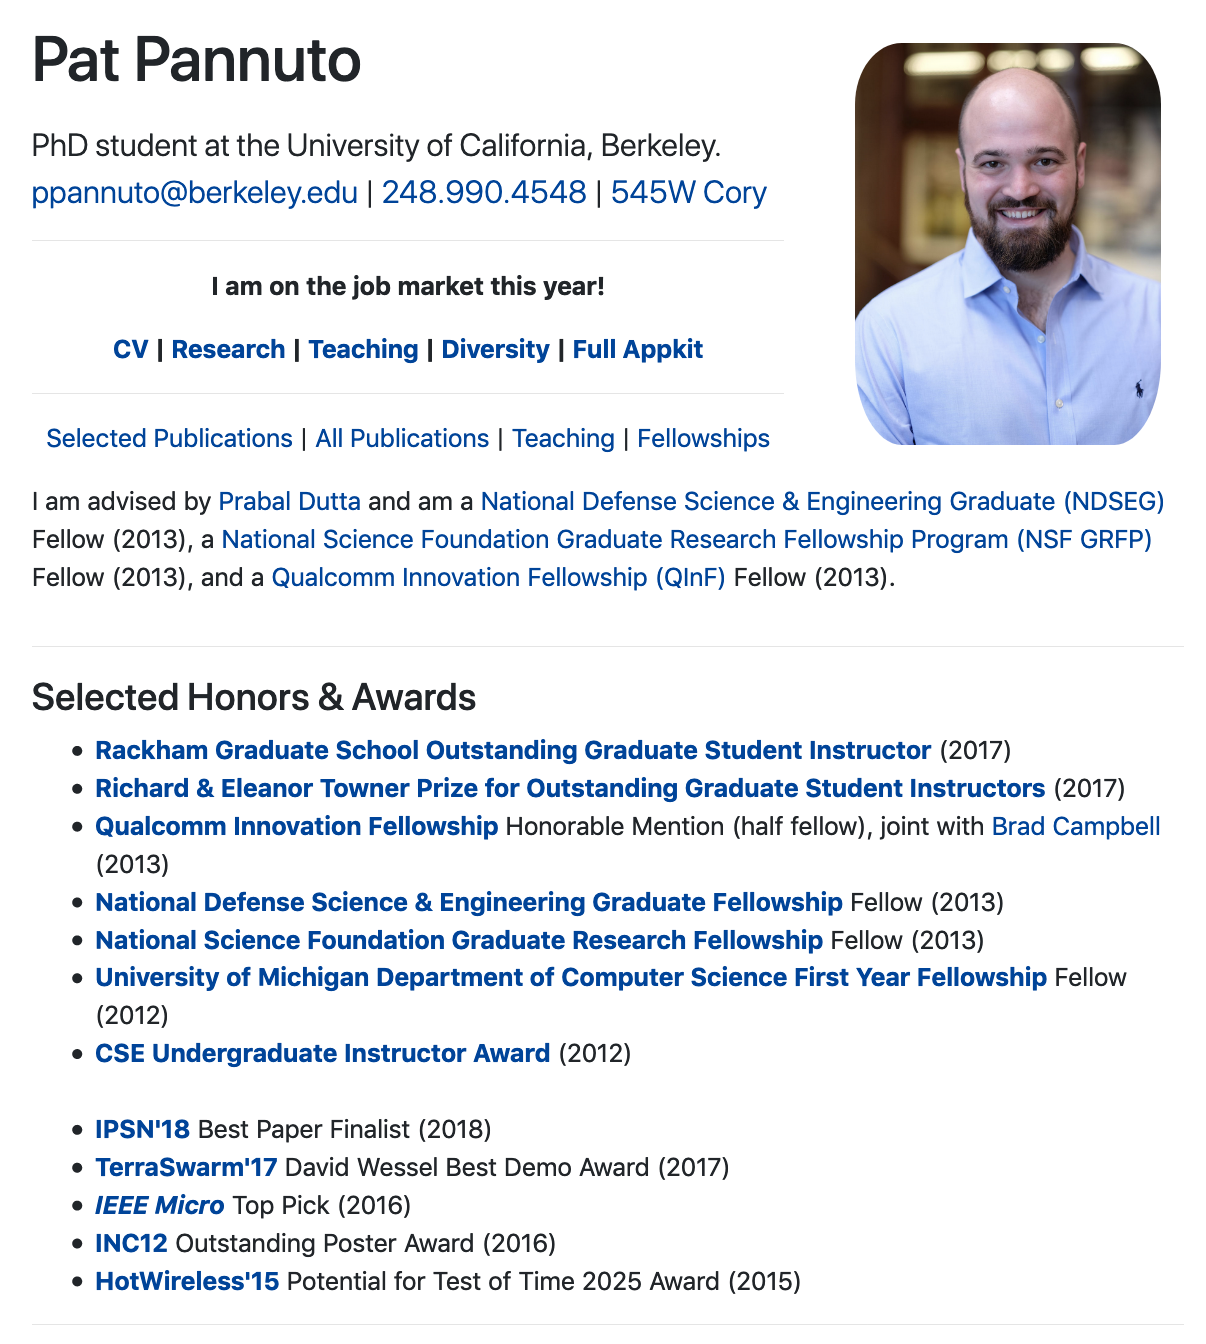 Pat Pannuto
PhD student at the University of California, Berkeley.
ppannuto@berkeley.edu | 248.990.4548 | 545W Cory
I am on the job market this year!
CV | Research | Teaching | Diversity | Full Appkit
Selected Publications | All Publications | Teaching | Fellowships
I am advised by Prabal Dutta and am a National Defense Science & Engineering Graduate (NDSEG)
Fellow (2013), a National Science Foundation Graduate Research Fellowship Program (NSF GRFP)
Fellow (2013), and a Qualcomm Innovation Fellowship (QInF) Fellow (2013).
Selected Honors & Awards
• Rackham Graduate School Outstanding Graduate Student Instructor (2017)
• Richard & Eleanor Towner Prize for Outstanding Graduate Student Instructors (2017)
• Qualcomm Innovation Fellowship Honorable Mention (half fellow), joint with Brad Campbell
(2013)
• National Defense Science & Engineering Graduate Fellowship Fellow (2013)
• National Science Foundation Graduate Research Fellowship Fellow (2013)
• University of Michigan Department of Computer Science First Year Fellowship Fellow
(2012)
• CSE Undergraduate Instructor Award (2012)
• IPSN'18 Best Paper Finalist (2018)
• TerraSwarm'17 David Wessel Best Demo Award (2017)
• IEEE Micro Top Pick (2016)
• INC12 Outstanding Poster Award (2016)
• HotWireless'15 Potential for Test of Time 2025 Award (2015)